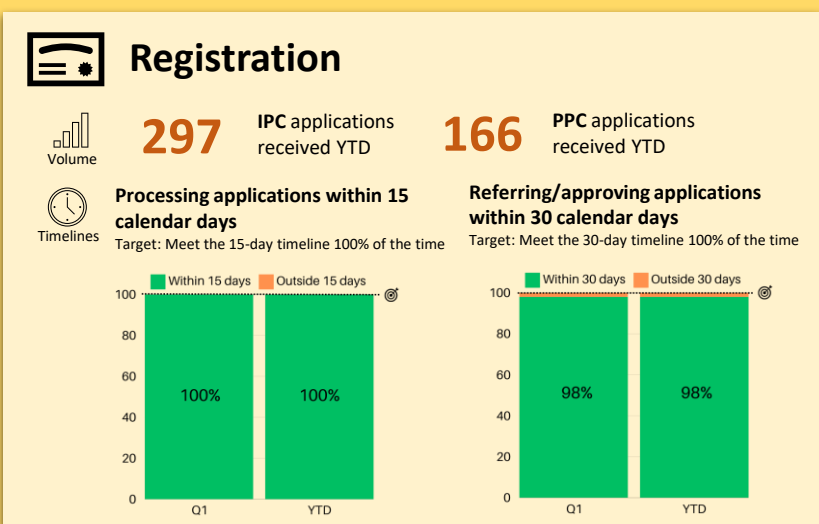 Registration
Volume
297
IPC applications
received YTD
166
PPC applications
received YTD
Timelines
Processing applications within 15
calendar days
Target: Meet the 15-day timeline 100% of the time
Within 15 days Outside 15 days
100
80
60
40
20
0
100%
100%
Q1
YTD
Referring/approving applications
within 30 calendar days
Target: Meet the 30-day timeline 100% of the time
Within 30 days Outside 30 days
100
80
60
40
20
0
98%
98%
Q1
YTD